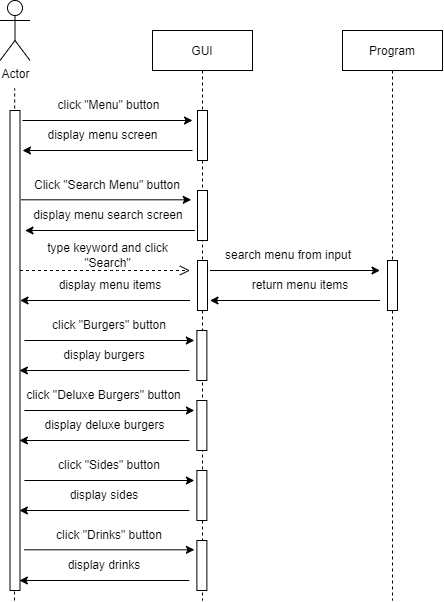 GUI
Program
Actor
click "Menu" button
display menu screen
Click "Search Menu" button
display menu search screen
type keyword and click
"Search"
search menu from input
display menu items
return menu items
click "Burgers" button
display burgers
click "Deluxe Burgers" button
display deluxe burgers
click "Sides" button
display sides
click "Drinks" button
display drinks